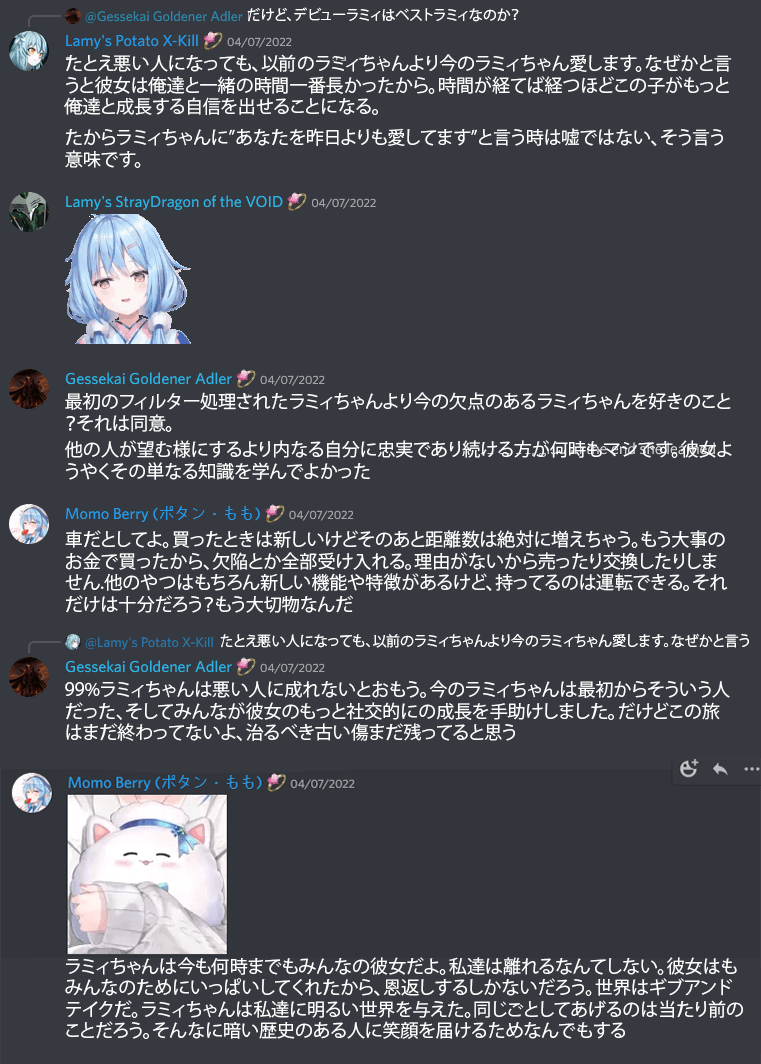 @Gessekai Goldener Adler だけど、デビューラミィはベストラミィなのか？
Lamy's Potato X-Kill 04/07/2022
たとえ悪い人になっても、以前のラミィちゃんより今のラミィちゃん愛します。なぜかと言
うと彼女は俺達と一緒の時間一番長かったから。時間が経てば経つほどこの子がもっと
俺達と成長する自信を出せることになる。
たからラミィちゃんに”あなたを昨日よりも愛してます”と言う時は嘘ではない、そう言う
意味です。
Lamy's StrayDragon of the VOID 04/07/2022
Gessekai Goldener Adler 04/07/2022
最初のフィルター処理されたラミィちゃんより今の欠点のあるラミィちゃんを好きのこと
？それは同意。
他の人が望む様にするより内なる自分に忠実であり続ける方が何時もマシです。彼女よ
うやくその単なる知識を学んでよかった
Momo Berry (ポタン・もも) 04/07/2022
車だとしてよ。買ったときは新しいけどそのあと距離数は絶対に増えちゃう。もう大事の
お金で買ったから、欠陥とか全部受け入れる。理由がないから売ったり交換したりしま
せん.他のやつはもちろん新しい機能や特徴があるけど、持ってるのは運転できる。それ
だけは十分だろう？もう大切物なんだ
@Lamy's Potato X-Kill たとえ悪い人になっても、以前のラミィちゃんより今のラミィちゃん愛します。なぜかと言う
Gessekai Goldener Adler 04/07/2022
99%ラミィちゃんは悪い人に成れないとおもう。今のラミィちゃんは最初からそういう人
だった、そしてみんなが彼女のもっと社交的にの成長を手助けしました。だけどこの旅
はまだ終わってないよ、治るべき古い傷まだ残ってると思う
Momo Berry (ポタン・もも) 04/07/2022
ラミィちゃんは今も何時までもみんなの彼女だよ。私達は離れるなんてしない。彼女はも
みんなのためにいっぱいしてくれたから、恩返しするしかないだろう。世界はギブアンド
テイクだ。ラミィちゃんは私達に明るい世界を与えた。同じごとしてあげるのは当たり前の
ことだろう。そんなに暗い歴史のある人に笑顔を届けるためなんでもする